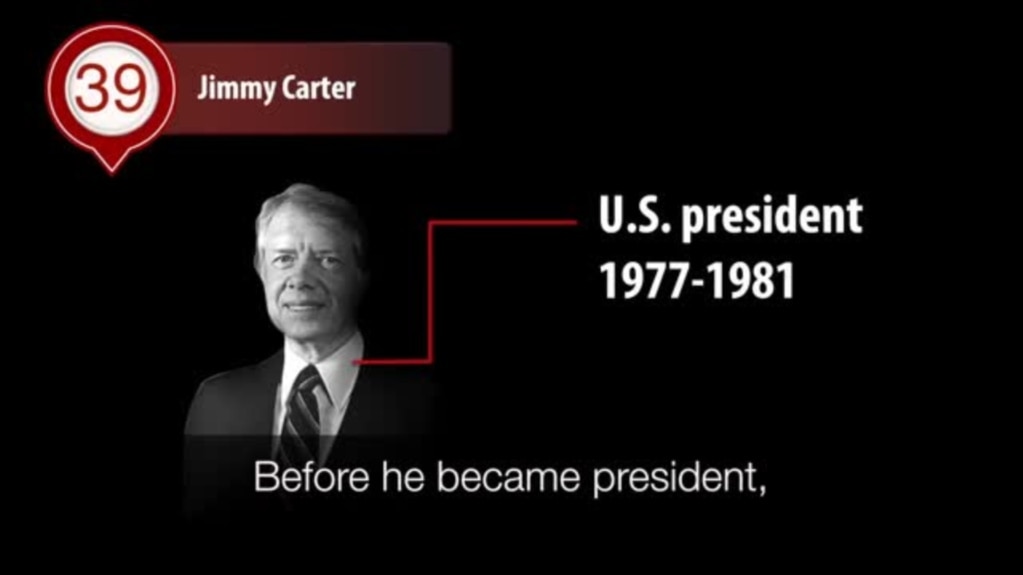 39
Jimmy Carter
U.S. president
1977-1981
Before he became president,